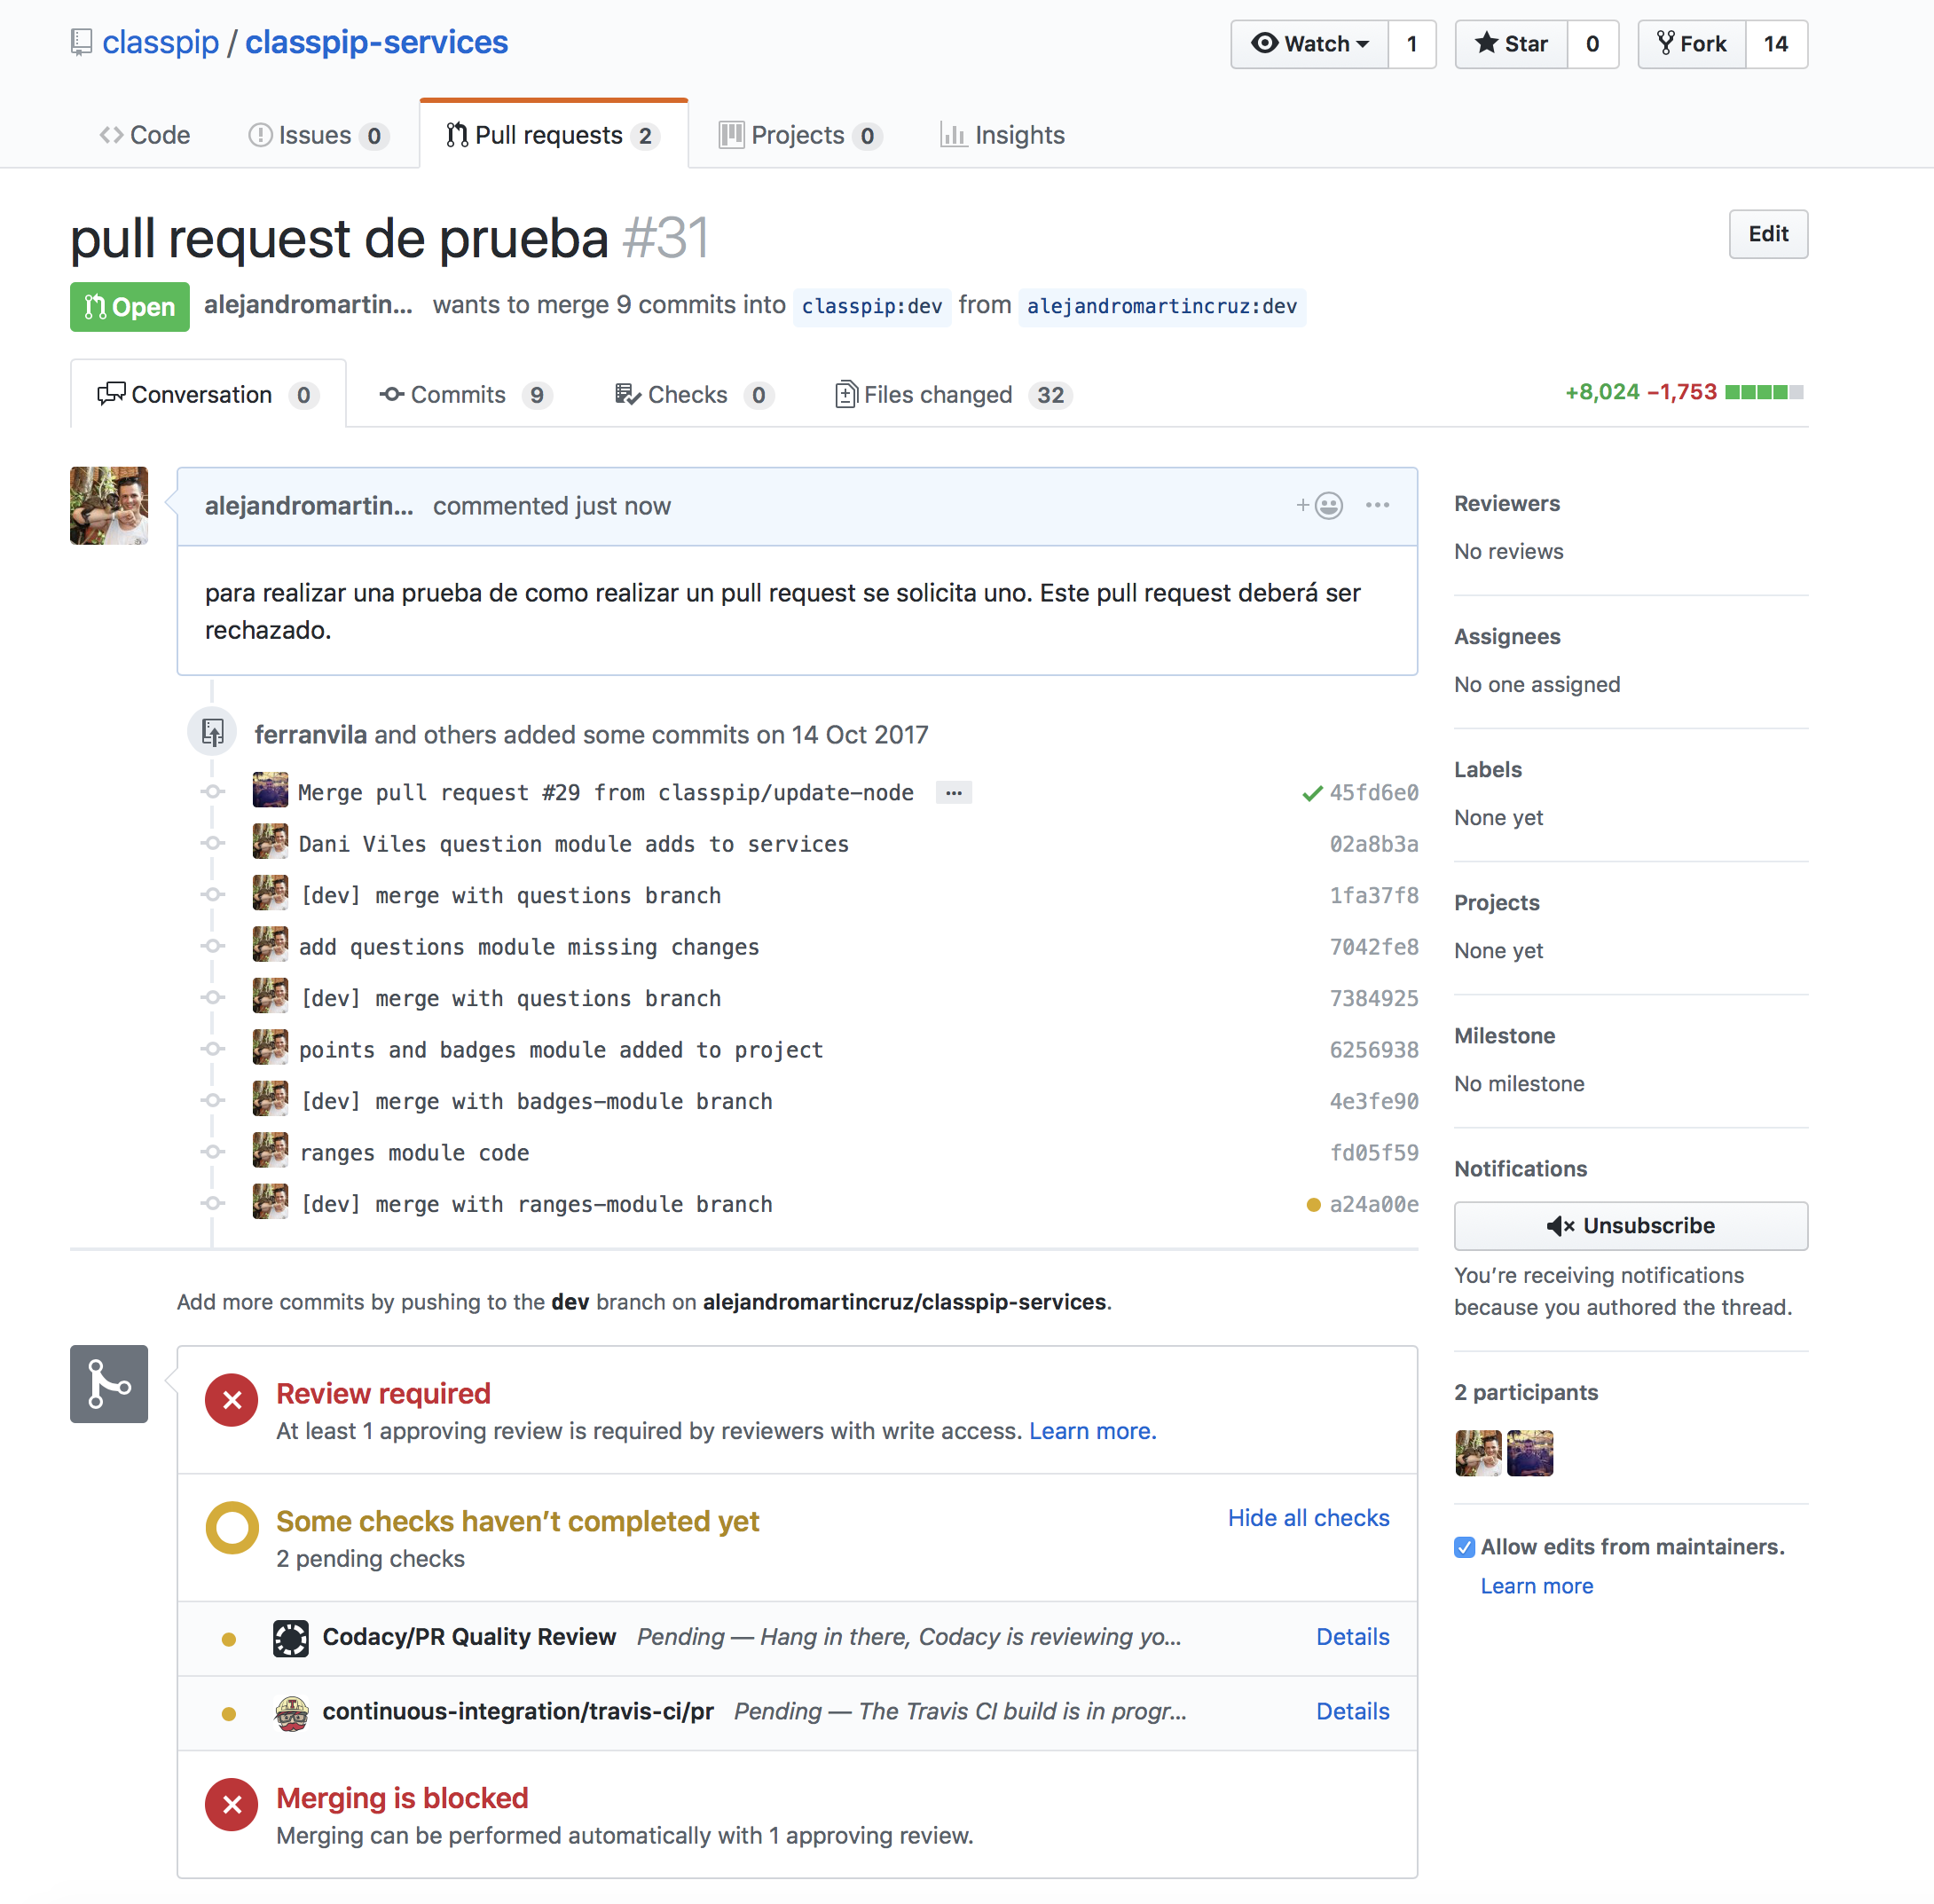 classpip / classpip-services
Watch 1 Star 0 Fork 14
Code Issues 0 Pull requests 2 Projects 0 Insights
pull request de prueba #31
Edit
Open alejandromartin... wants to merge 9 commits into classpip:dev from alejandromartincruz:dev
Conversation 0 Commits 9 Checks 0 Files changed 32 +8,024 −1,753
alejandromartin... commented just now
para realizar una prueba de como realizar un pull request se solicita uno. Este pull request deberá ser
rechazado.
ferranvila and others added some commits on 14 Oct 2017
Merge pull request #29 from classpip/update-node ... 45fd6e0
Dani Viles question module adds to services 02a8b3a
[dev] merge with questions branch 1fa37f8
add questions module missing changes 7042fe8
[dev] merge with questions branch 7384925
points and badges module added to project 6256938
[dev] merge with badges-module branch 4e3fe90
ranges module code fd05f59
[dev] merge with ranges-module branch a24a00e
Add more commits by pushing to the dev branch on alejandromartincruz/classpip-services.
Review required
At least 1 approving review is required by reviewers with write access. Learn more.
Some checks haven’t completed yet
Hide all checks
2 pending checks
Codacy/PR Quality Review Pending — Hang in there, Codacy is reviewing yo... Details
continuous-integration/travis-ci/pr Pending — The Travis CI build is in progr... Details
Merging is blocked
Merging can be performed automatically with 1 approving review.
Reviewers
No reviews
Assignees
No one assigned
Labels
None yet
Projects
None yet
Milestone
No milestone
Notifications
Unsubscribe
You’re receiving notifications
because you authored the thread.
2 participants
Allow edits from maintainers.
Learn more